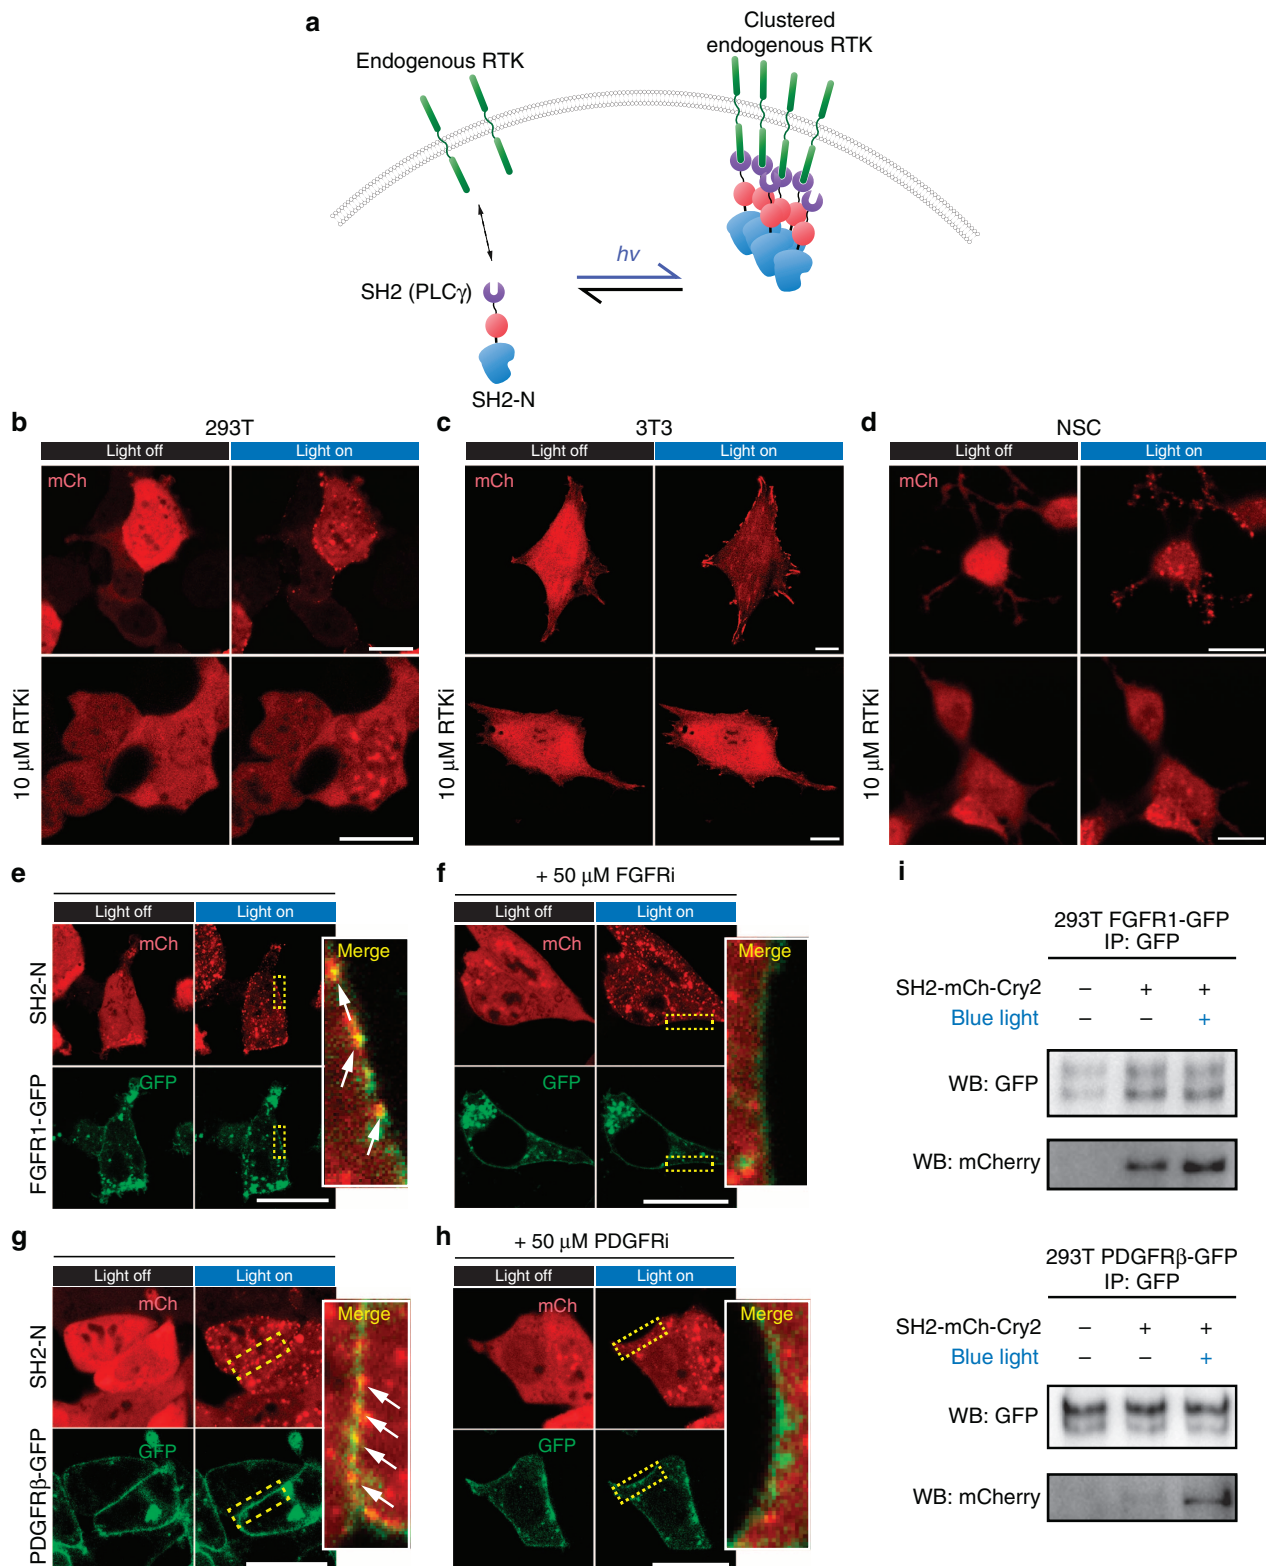 a
Clustered
endogenous RTK
Endogenous RTK
hv
SH2 (PLCγ)
SH2-N
b
293T
Light off
Light on
mCh
10 μM RTKi
c
3T3
Light off
Light on
10 μM RTKi
d
NSC
Light off
Light on
mCh
10 μM RTKi
e
Light off
Light on
SH2-N
mCh
Merge
FGFR1-GFP
GFP
f
+ 50 μM FGFRi
Light off
Light on
mCh
Merge
GFP
g
Light off
Light on
SH2-N
mCh
Merge
PDGFRβ-GFP
GFP
h
+ 50 μM PDGFRi
Light off
Light on
mCh
Merge
GFP
i
293T FGFR1-GFP
IP: GFP
SH2-mCh-Cry2 – + +
Blue light – – +
WB: GFP
WB: mCherry
293T PDGFRβ-GFP
IP: GFP
SH2-mCh-Cry2 – + +
Blue light – – +
WB: GFP
WB: mCherry